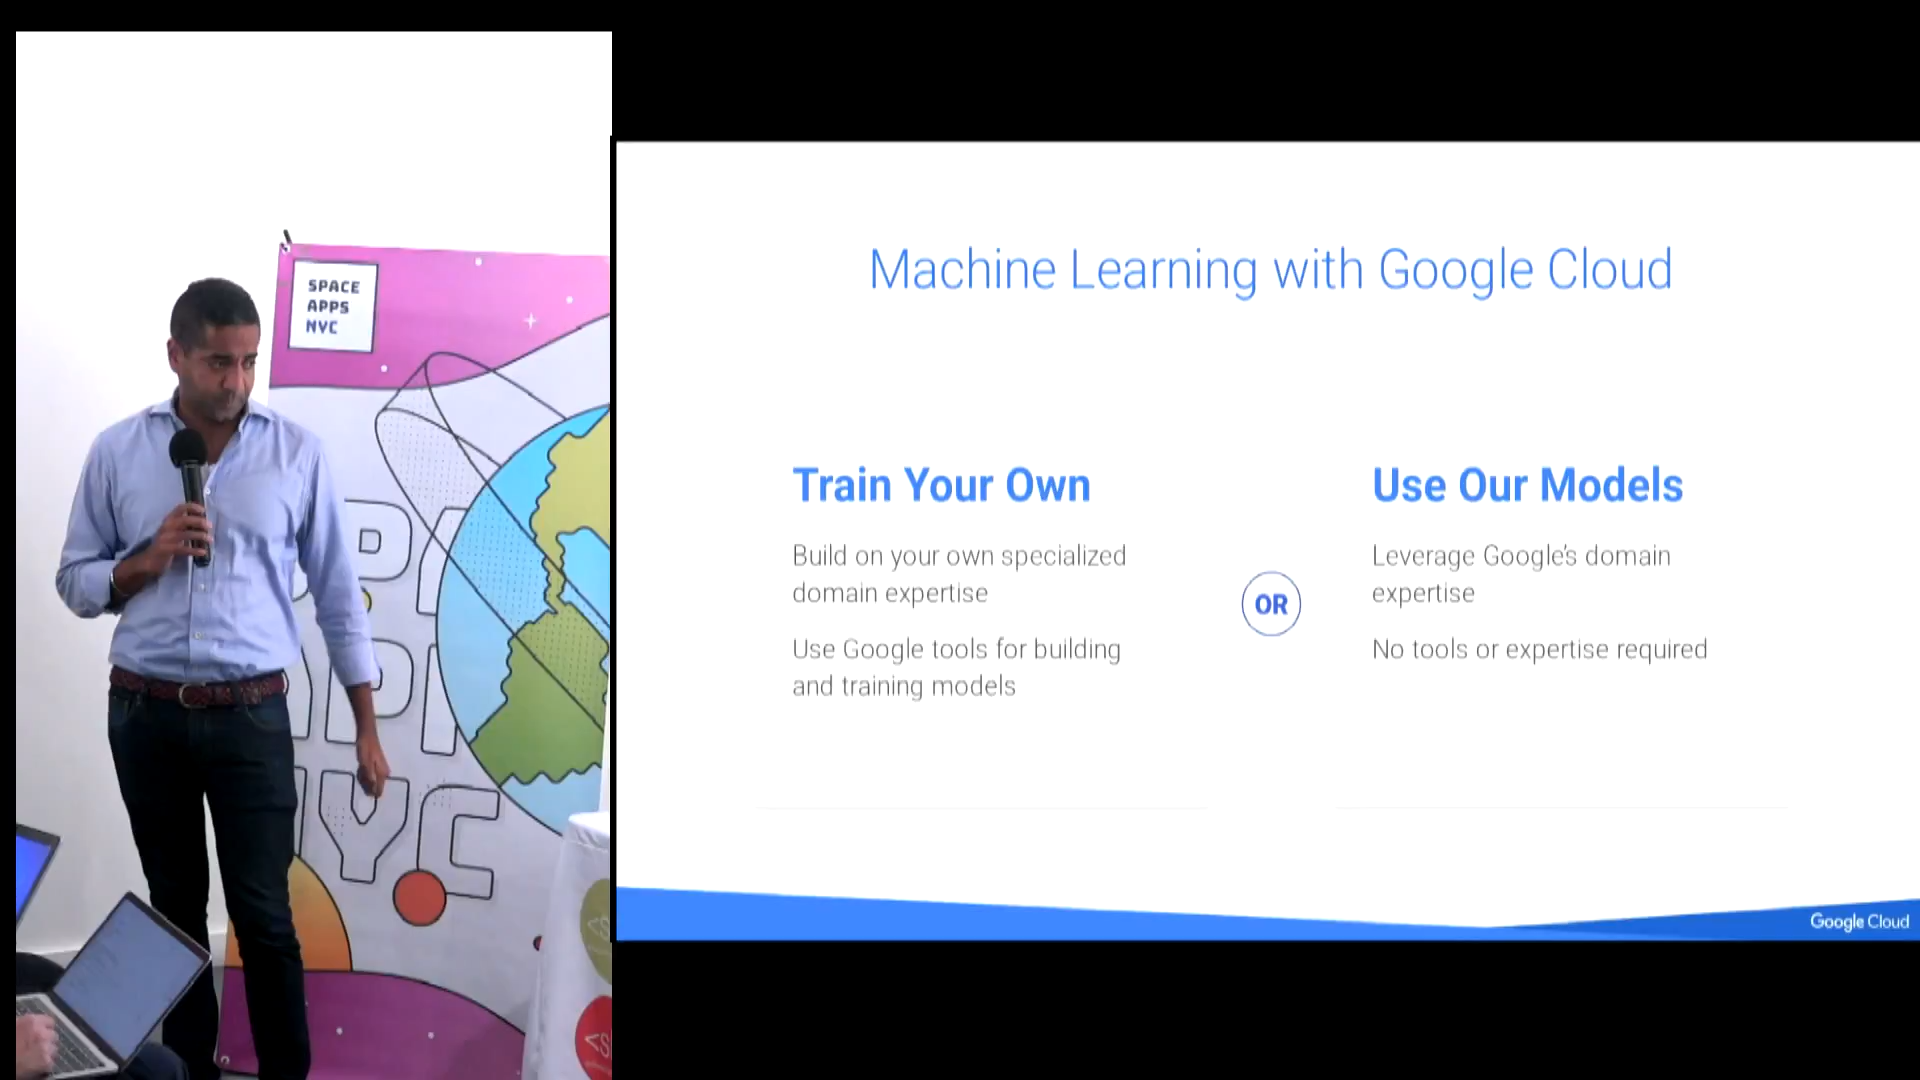 SPACE
APPS
NYC
Machine Learning with Google Cloud
Train Your Own
Build on your own specialized
domain expertise
Use Google tools for building
and training models
OR
Use Our Models
Leverage Google's domain
expertise
No tools or expertise required
Google Cloud